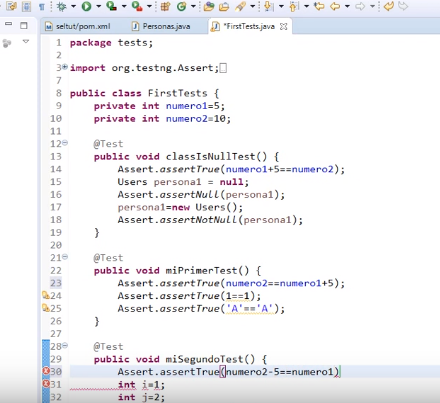 seltut/pom.xml Personas.java *FirstTests.java
1 package tests;
2
3 import org.testng.Assert;
7
8 public class FirstTests {
9 private int numero1=5;
10 private int numero2=10;
11
12 @Test
13 public void classIsNullTest() {
14 Assert.assertTrue(numero1+5==numero2);
15 Users persona1 = null;
16 Assert.assertNull(persona1);
17 persona1=new Users();
18 Assert.assertNotNull(persona1);
19 }
20
21 @Test
22 public void miPrimerTest() {
23 Assert.assertTrue(numero2==numero1+5);
24 Assert.assertTrue(1==1);
25 Assert.assertTrue('A'=='A');
26 }
27
28 @Test
29 public void miSegundoTest() {
30 Assert.assertTrue(numero2-5==numero1)
31 int i=1;
32 int j=2;